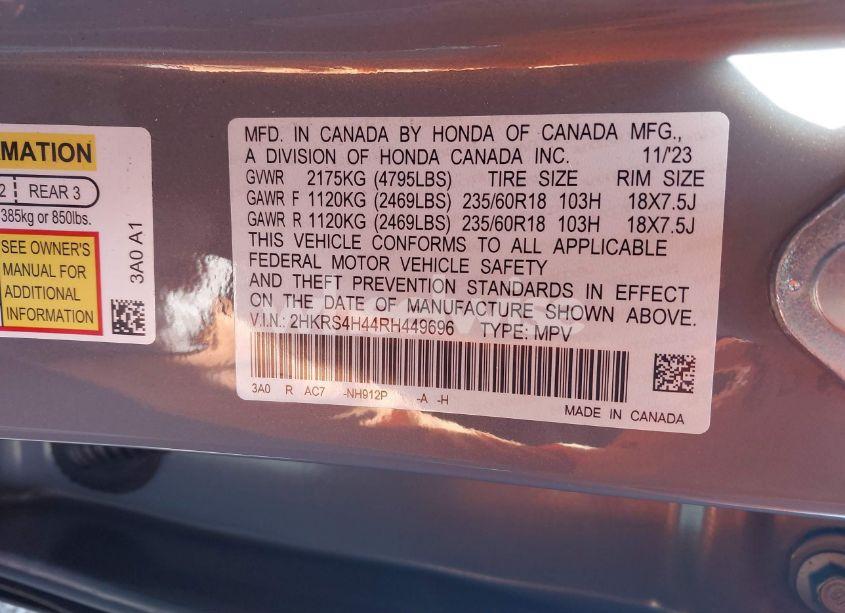 MATION
2 REAR 3
385kg or 850lbs.
SEE OWNER'S
MANUAL FOR
ADDITIONAL
INFORMATION
3A0 A1
MFD. IN CANADA BY HONDA OF CANADA MFG.,
A DIVISION OF HONDA CANADA INC. 11/'23
GVWR 2175KG (4795LBS) TIRE SIZE RIM SIZE
GAWR F 1120KG (2469LBS) 235/60R18 103H 18X7.5J
GAWR R 1120KG (2469LBS) 235/60R18 103H 18X7.5J
THIS VEHICLE CONFORMS TO ALL APPLICABLE
FEDERAL MOTOR VEHICLE SAFETY
AND THEFT PREVENTION STANDARDS IN EFFECT
ON THE DATE OF MANUFACTURE SHOWN ABOVE.
V.I.N.: 2HKRS4H44RH449696 TYPE: MPV
3A0 R AC7 -NH912P -A -H
MADE IN CANADA